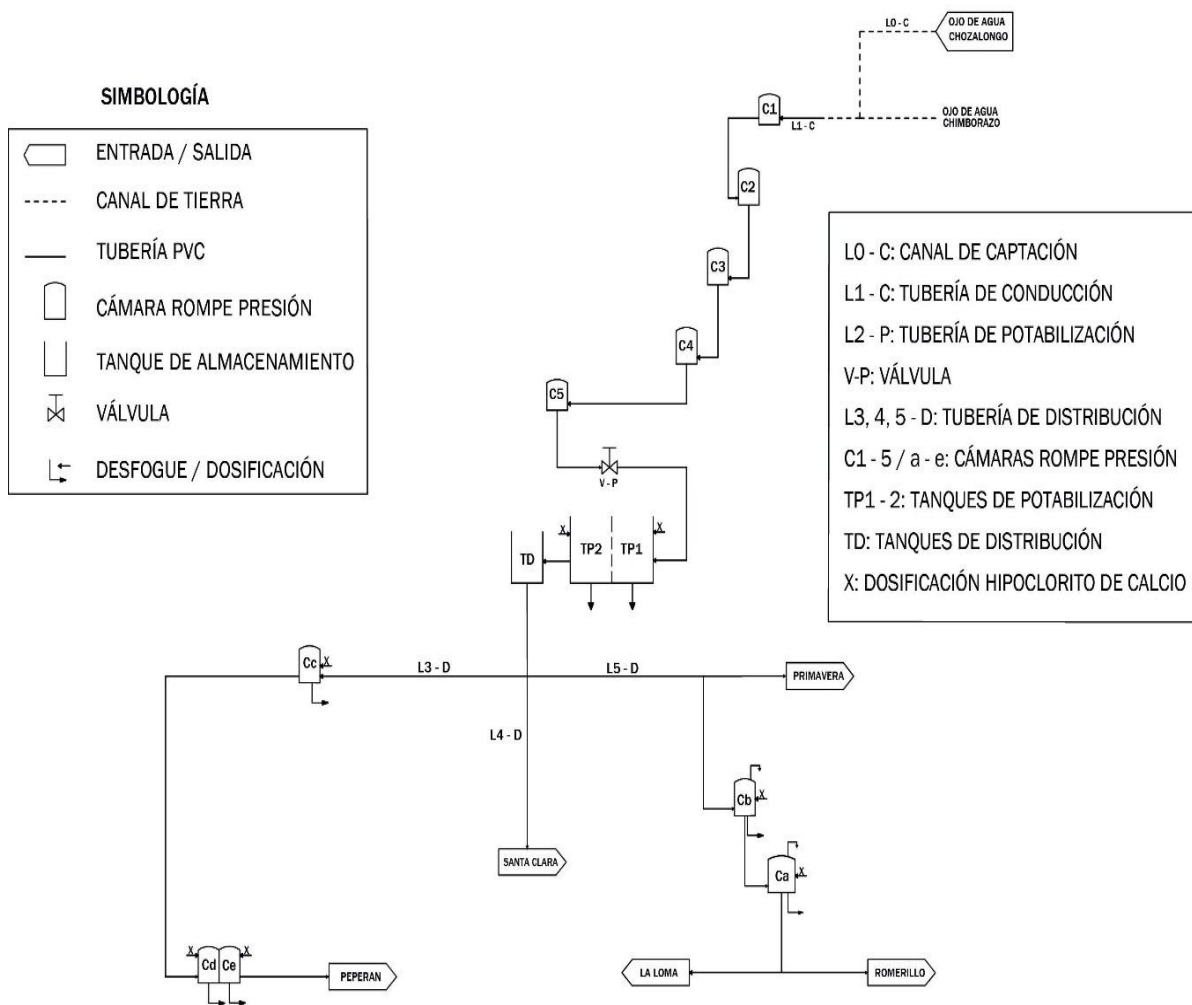 L0 - C
OJO DE AGUA
CHOZALONGO
SIMBOLOGÍA
ENTRADA / SALIDA
CANAL DE TIERRA
TUBERÍA PVC
CÁMARA ROMPE PRESIÓN
TANQUE DE ALMACENAMIENTO
VÁLVULA
DESFOGUE / DOSIFICACIÓN
C1
L1 - C
OJO DE AGUA
CHIMBORAZO
C2
C3
C4
C5
V - P
L0 - C: CANAL DE CAPTACIÓN
L1 - C: TUBERÍA DE CONDUCCIÓN
L2 - P: TUBERÍA DE POTABILIZACIÓN
V-P: VÁLVULA
L3, 4, 5 - D: TUBERÍA DE DISTRIBUCIÓN
C1 - 5 / a - e: CÁMARAS ROMPE PRESIÓN
TP1 - 2: TANQUES DE POTABILIZACIÓN
TD: TANQUES DE DISTRIBUCIÓN
X: DOSIFICACIÓN HIPOCLORITO DE CALCIO
TD
X
TP2
TP1
X
Cc
X
L3 - D
L5 - D
PRIMAVERA
L4 - D
Cb
X
SANTA CLARA
Ca
X
X
Cd
Ce
X
PEPERAN
LA LOMA
ROMERILLO